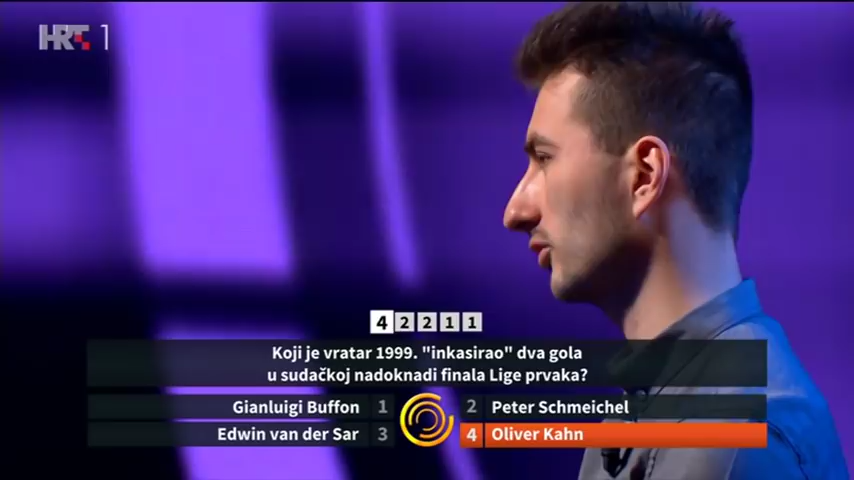 HRT 1
4 2 2 1 1
Koji je vratar 1999. "inkasirao" dva gola
u sudačkoj nadoknadi finala Lige prvaka?
Gianluigi Buffon 1
2 Peter Schmeichel
Edwin van der Sar 3
4 Oliver Kahn